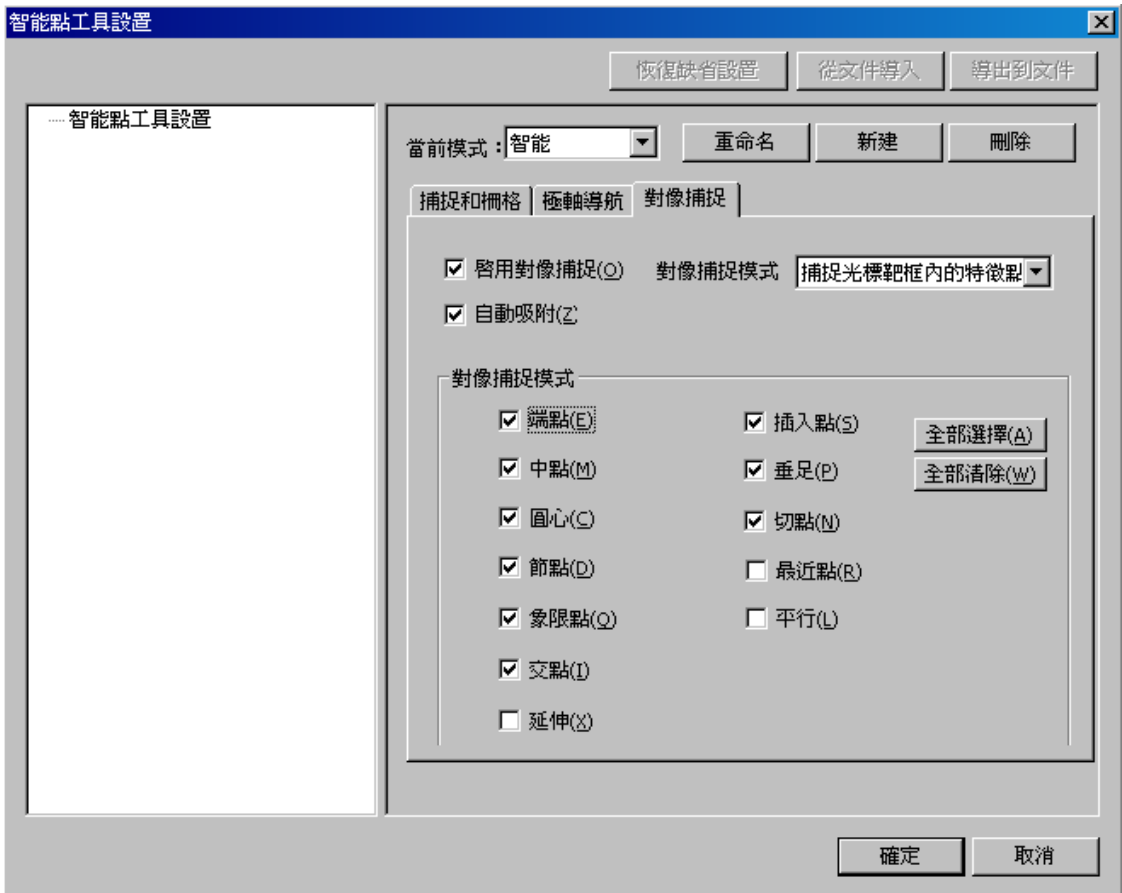 智能點工具設置
恢復缺省設置 從文件導入 導出到文件
智能點工具設置
當前模式：智能 重命名 新建 刪除
捕捉和柵格 極軸導航 對像捕捉
啓用對像捕捉(O) 對像捕捉模式 捕捉光標靶框內的特徵點
自動吸附(Z)
對像捕捉模式
端點(E) 插入點(S) 全部選擇(A)
中點(M) 垂足(P) 全部清除(W)
圓心(C) 切點(N)
節點(D) 最近點(R)
象限點(Q) 平行(L)
交點(I)
延伸(X)
確定 取消